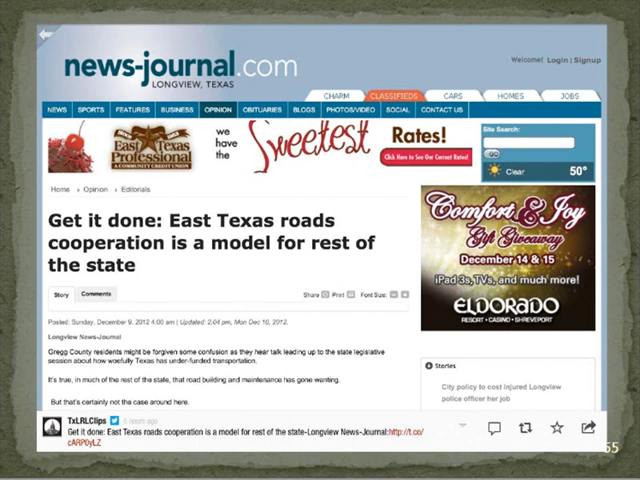 news-journal.com
LONGVIEW, TEXAS
Welcome! Login | Signup
CHARM CLASSIFIEDS CARS HOMES JOBS
NEWS SPORTS FEATURES BUSINESS OPINION OBITUARIES BLOGS PHOTOS/VIDEO SOCIAL CONTACT US
East Texas
Professional
A COMMUNITY CREDIT UNION
we
have
the
Sweetest
Rates!
Click Here to See Our Current Rates!
Site Search:
GO
Clear 50°
Home › Opinion › Editorials
Get it done: East Texas roads
cooperation is a model for rest of
the state
Story Comments
Share Print Font Size:
Posted: Sunday, December 9, 2012 4:00 am | Updated: 2:04 pm, Mon Dec 10, 2012.
Longview News-Journal
Gregg County residents might be forgiven some confusion as they hear talk leading up to the state legislative
session about how woefully Texas has under-funded transportation.
It's true, in much of the rest of the state, that road building and maintenance has gone wanting.
But that's certainly not the case around here.
Comfort & Joy
Gift Giveaway
December 14 & 15
iPad 3s, TVs, and much more!
ELDORADO
RESORT • CASINO • SHREVEPORT
Stories
City policy to cost injured Longview
police officer her job
TxLRLClips hours ago
Get it done: East Texas roads cooperation is a model for rest of the state-Longview News-Journal:http://t.co/
cARP0yLZ
55